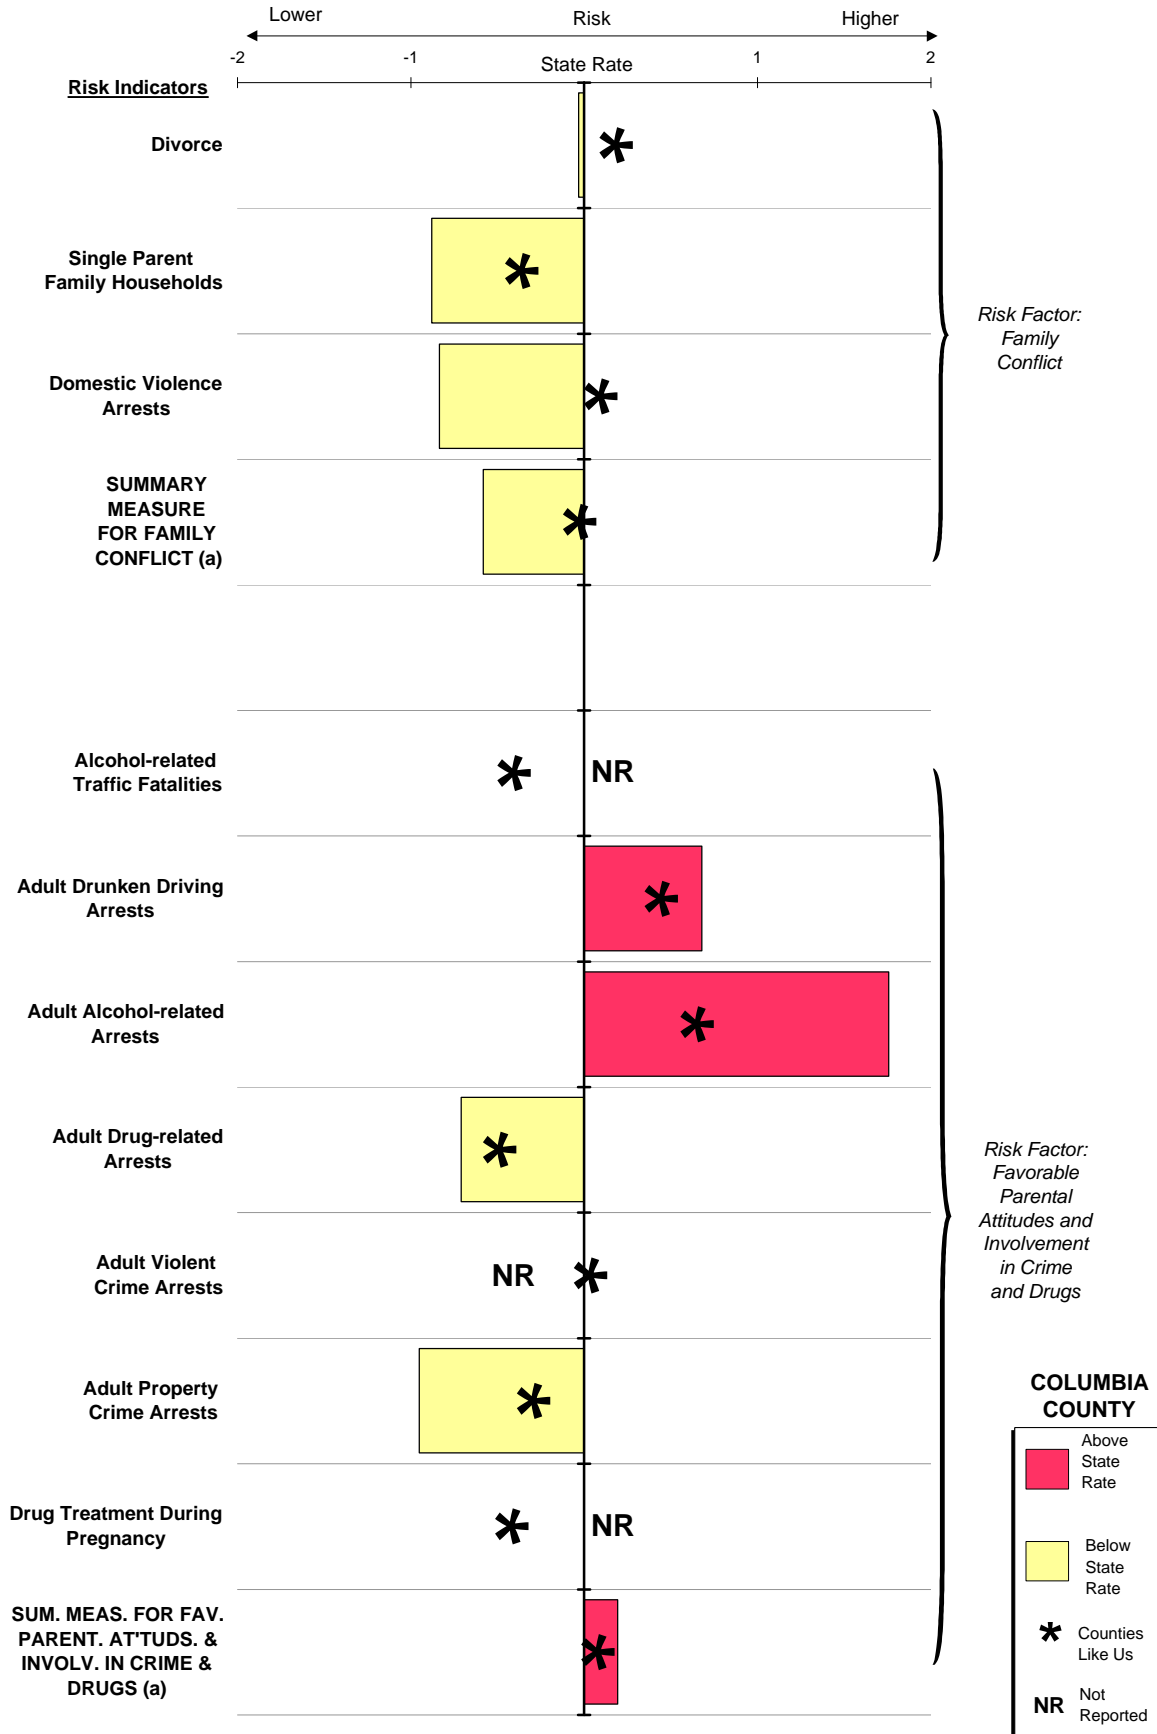 Lower Risk Higher
-2 -1 1 2
State Rate
Risk Indicators
Divorce
Single Parent
Family Households
Domestic Violence
Arrests
SUMMARY
MEASURE
FOR FAMILY
CONFLICT (a)
Risk Factor:
Family
Conflict
Alcohol-related
Traffic Fatalities
NR
Adult Drunken Driving
Arrests
Adult Alcohol-related
Arrests
Adult Drug-related
Arrests
Adult Violent
Crime Arrests
NR
Adult Property
Crime Arrests
Drug Treatment During
Pregnancy
NR
SUM. MEAS. FOR FAV.
PARENT. AT'TUDS. &
INVOLV. IN CRIME &
DRUGS (a)
Risk Factor:
Favorable
Parental
Attitudes and
Involvement
in Crime
and Drugs
COLUMBIA
COUNTY
Above
State
Rate
Below
State
Rate
* Counties
Like Us
NR Not
Reported